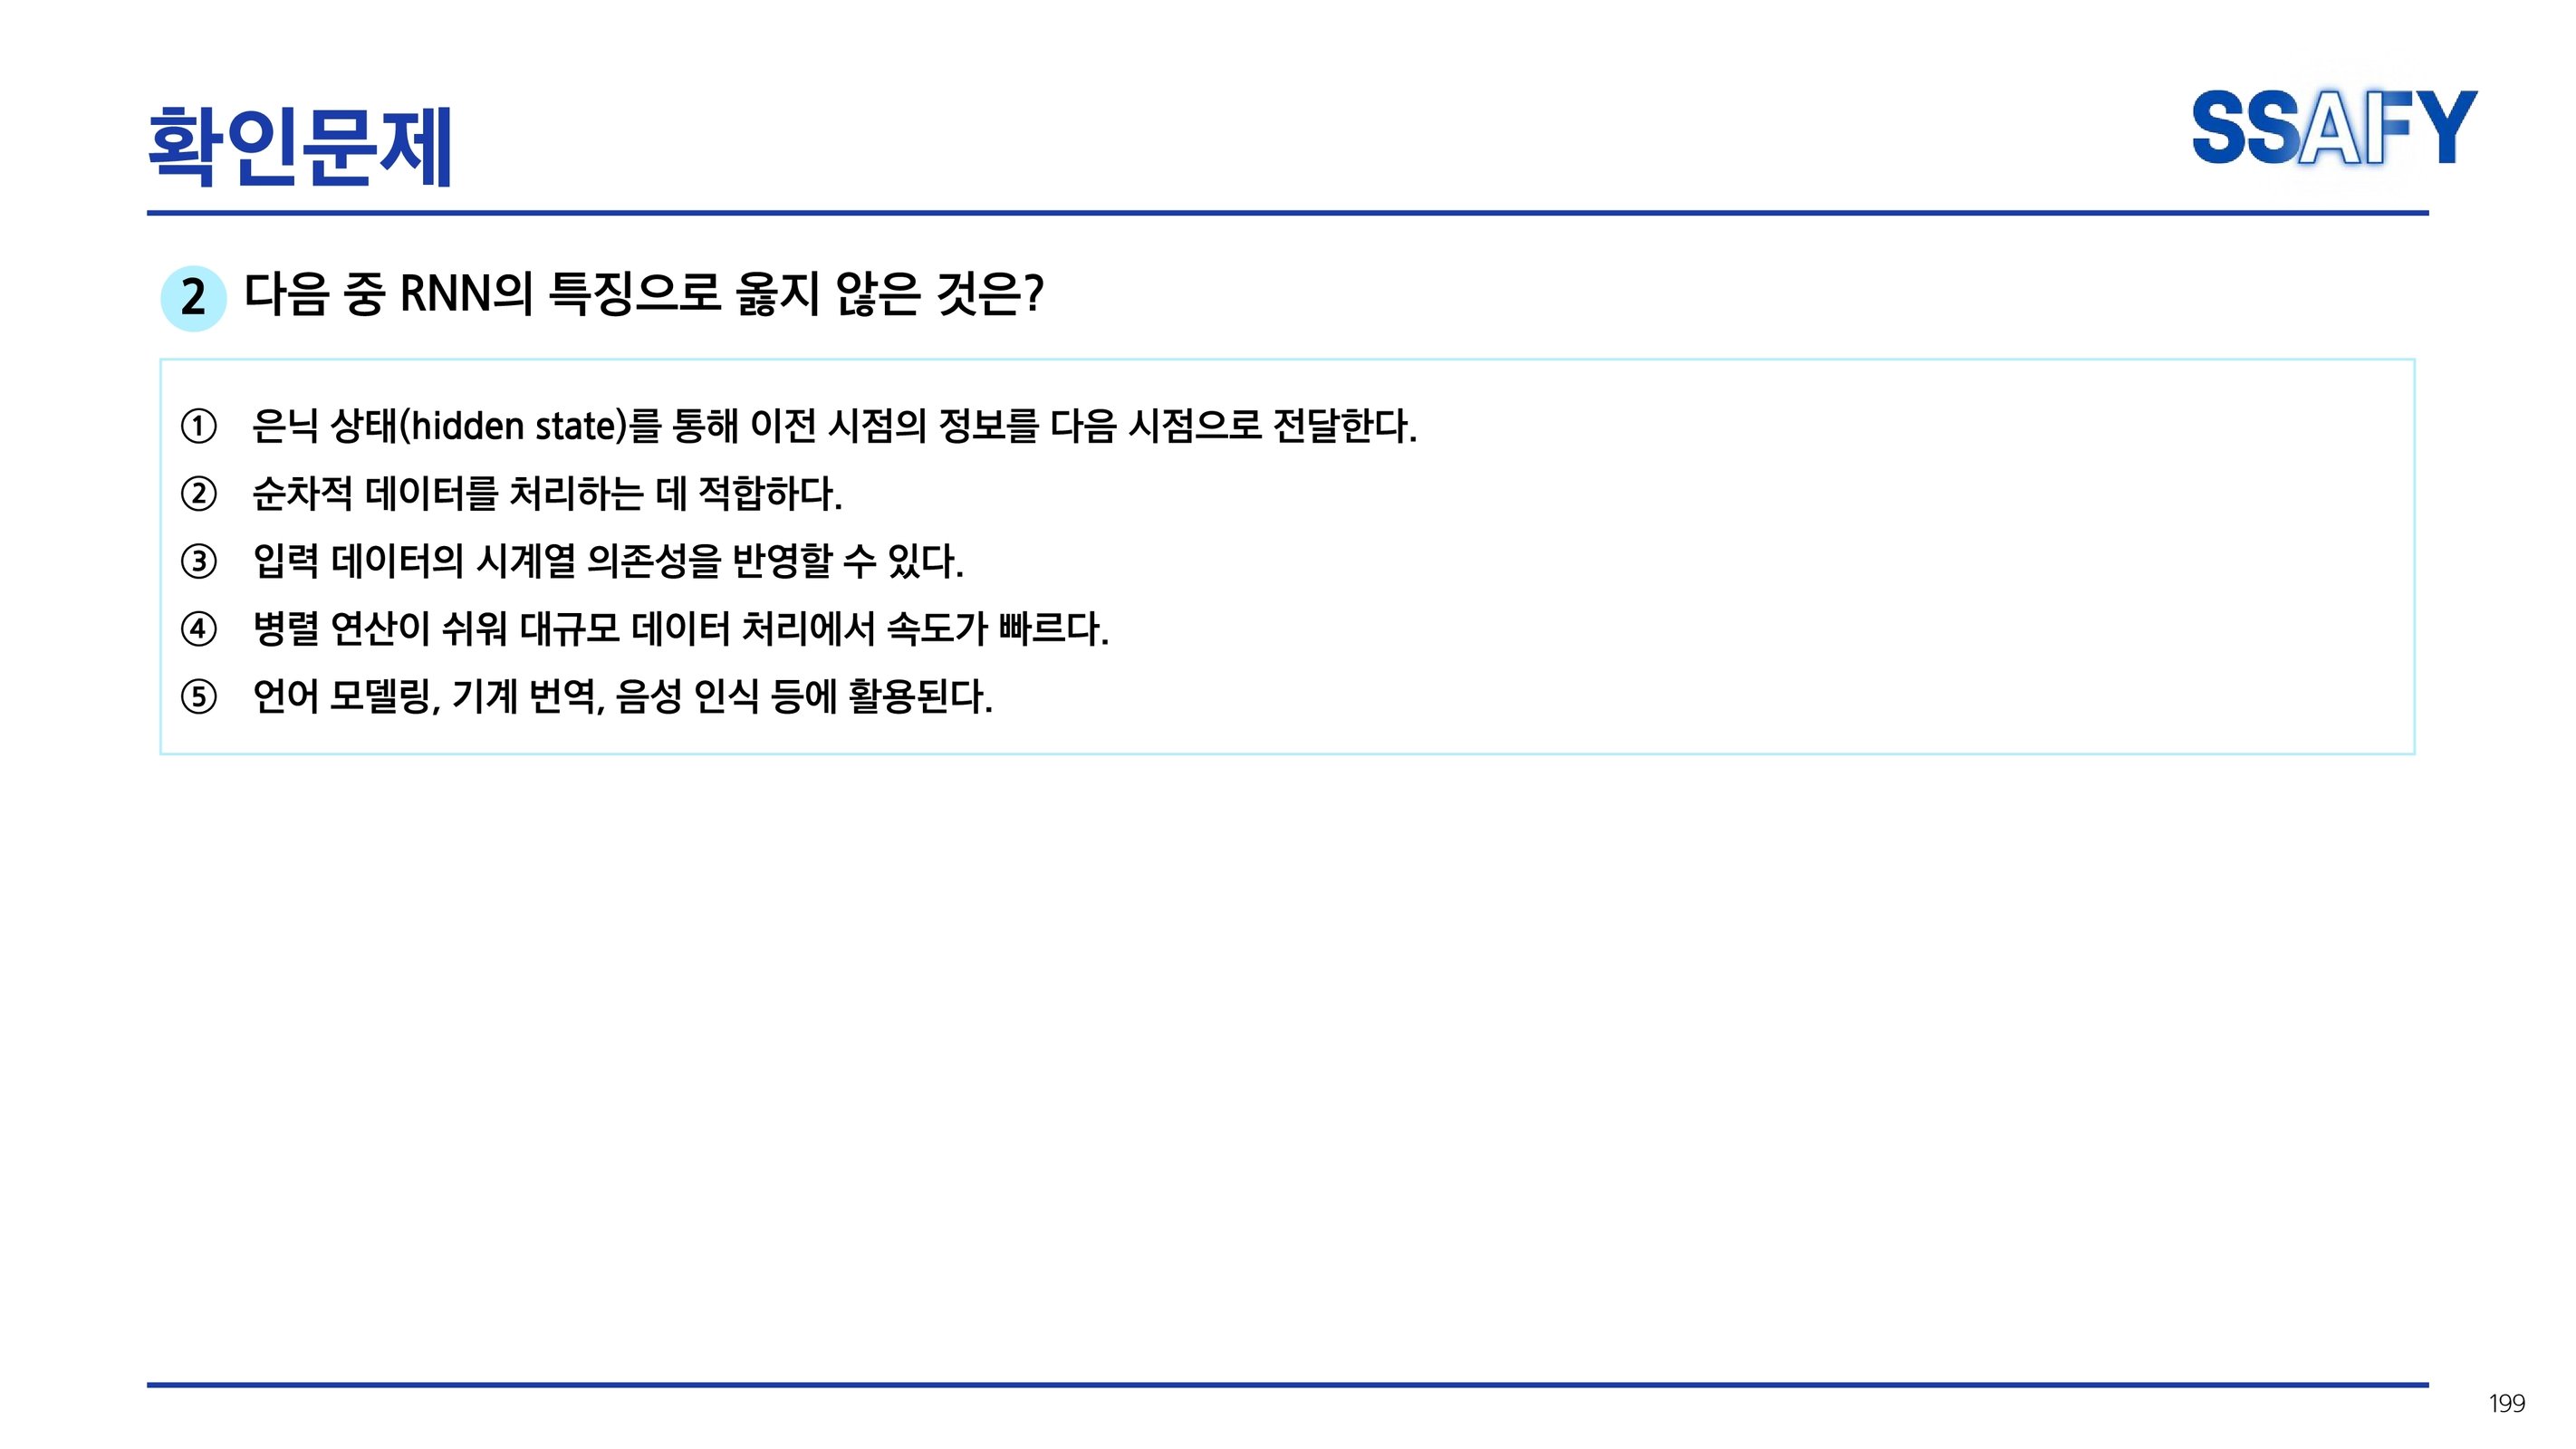 확인문제
SSAFY
2 다음 중 RNN의 특징으로 옳지 않은 것은?
① 은닉 상태(hidden state)를 통해 이전 시점의 정보를 다음 시점으로 전달한다.
② 순차적 데이터를 처리하는 데 적합하다.
③ 입력 데이터의 시계열 의존성을 반영할 수 있다.
④ 병렬 연산이 쉬워 대규모 데이터 처리에서 속도가 빠르다.
⑤ 언어 모델링, 기계 번역, 음성 인식 등에 활용된다.
199